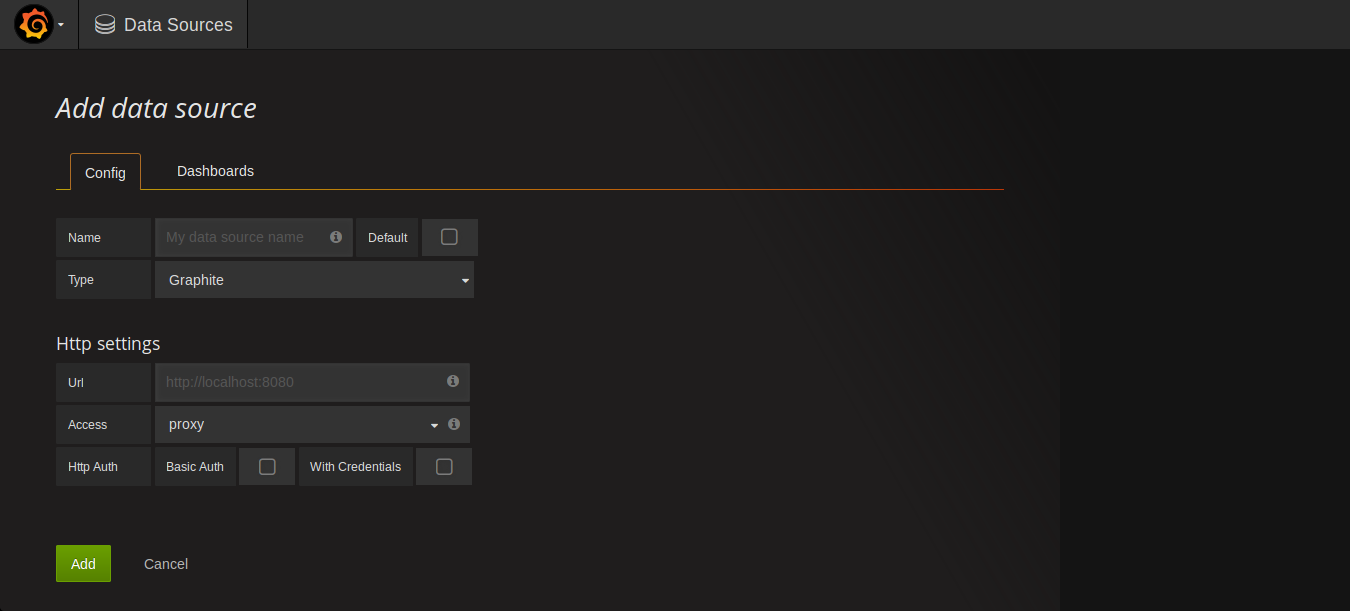 Data Sources
Add data source
Config Dashboards
Name My data source name Default
Type Graphite
Http settings
Url http://localhost:8080
Access proxy
Http Auth Basic Auth With Credentials
Add Cancel